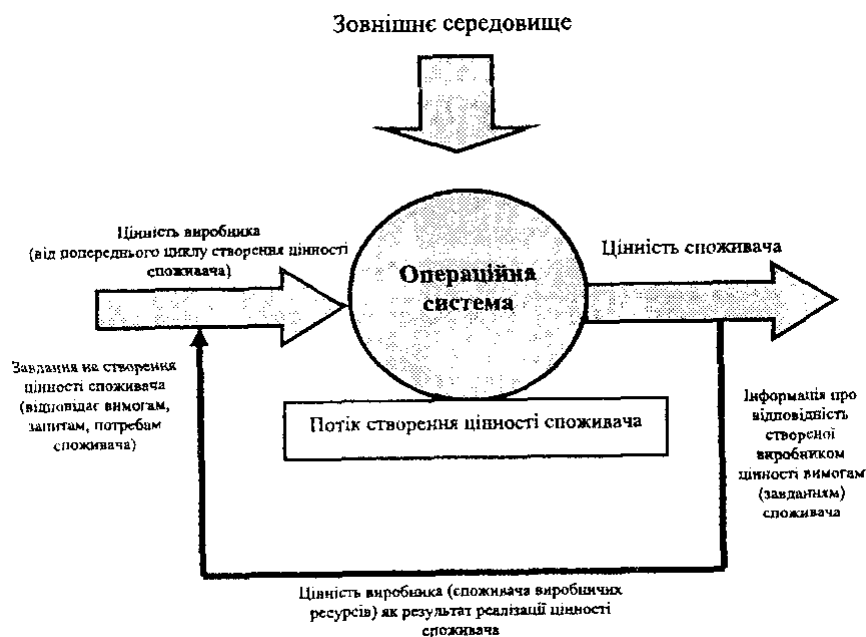 Зовнішнє середовище
Цінність виробника
(від попереднього циклу створення цінності
споживача)
Операційна
система
Цінність споживача
Завдання на створення
цінності споживача
(відповідає вимогам,
запитам, потребам
споживача)
Потік створення цінності споживача
Інформація про
відповідність
створеної
виробником
цінності вимогам
(завданням)
споживача
Цінність виробника (споживача виробничих
ресурсів) як результат реалізації цінності
споживача